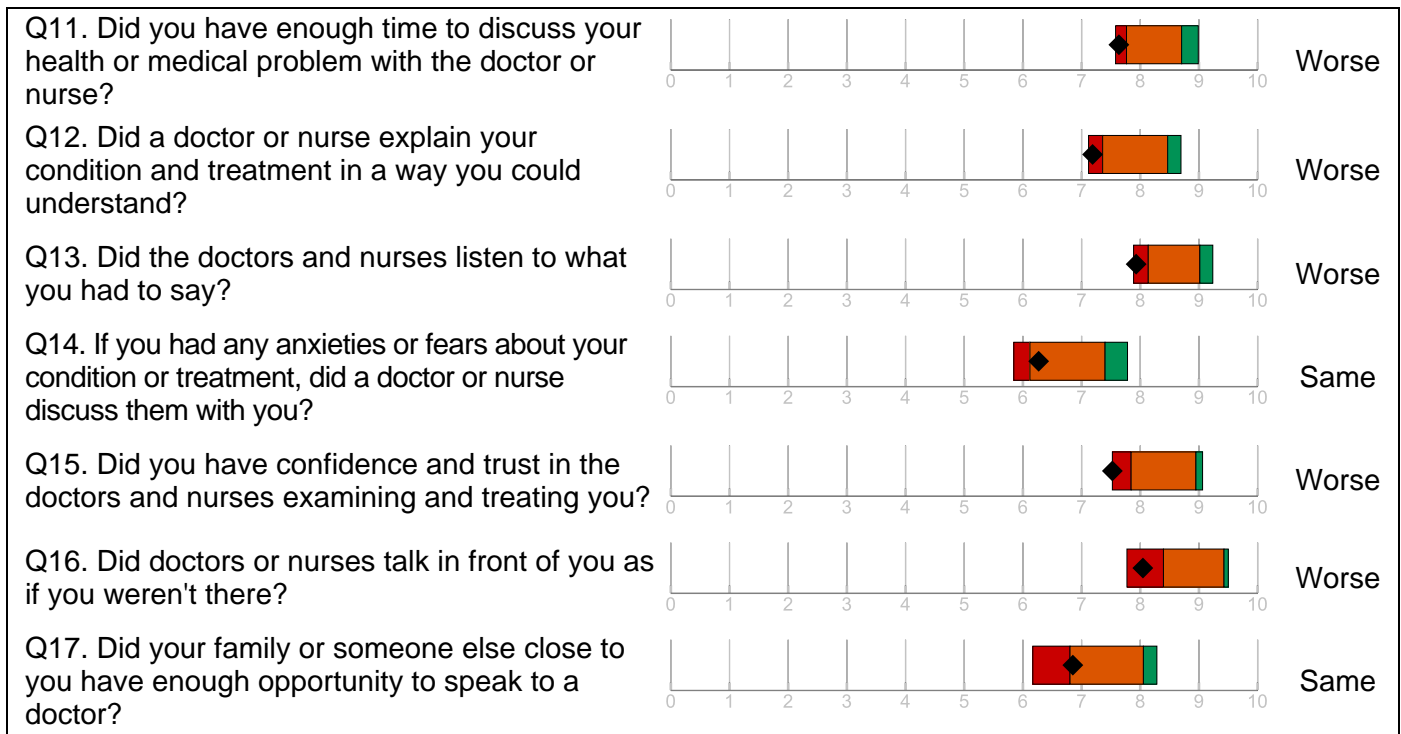 Q11. Did you have enough time to discuss your
health or medical problem with the doctor or
nurse?
0 1 2 3 4 5 6 7 8 9 10
Worse
Q12. Did a doctor or nurse explain your
condition and treatment in a way you could
understand?
0 1 2 3 4 5 6 7 8 9 10
Worse
Q13. Did the doctors and nurses listen to what
you had to say?
0 1 2 3 4 5 6 7 8 9 10
Worse
Q14. If you had any anxieties or fears about your
condition or treatment, did a doctor or nurse
discuss them with you?
0 1 2 3 4 5 6 7 8 9 10
Same
Q15. Did you have confidence and trust in the
doctors and nurses examining and treating you?
0 1 2 3 4 5 6 7 8 9 10
Worse
Q16. Did doctors or nurses talk in front of you as
if you weren't there?
0 1 2 3 4 5 6 7 8 9 10
Worse
Q17. Did your family or someone else close to
you have enough opportunity to speak to a
doctor?
0 1 2 3 4 5 6 7 8 9 10
Same